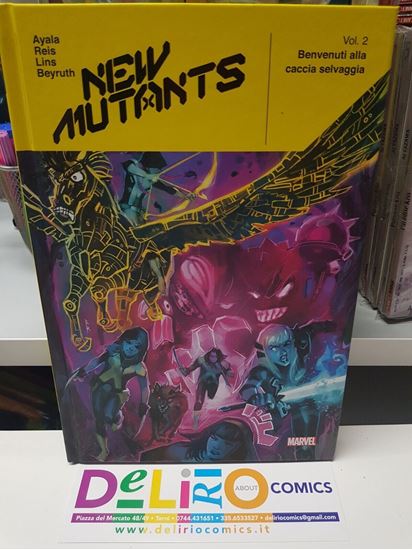 Ayala
Reis
Lins
Beyruth
NEW
MUTANTS
Vol. 2
Benvenuti alla
caccia selvaggia
MARVEL
DeLiRiO
ABOUT
COMICS
Piazza del Mercato 48/49 • Terni • 0744.431651 • 335.6533527 • deliriocomics@gmail.com
www.deliriocomics.it